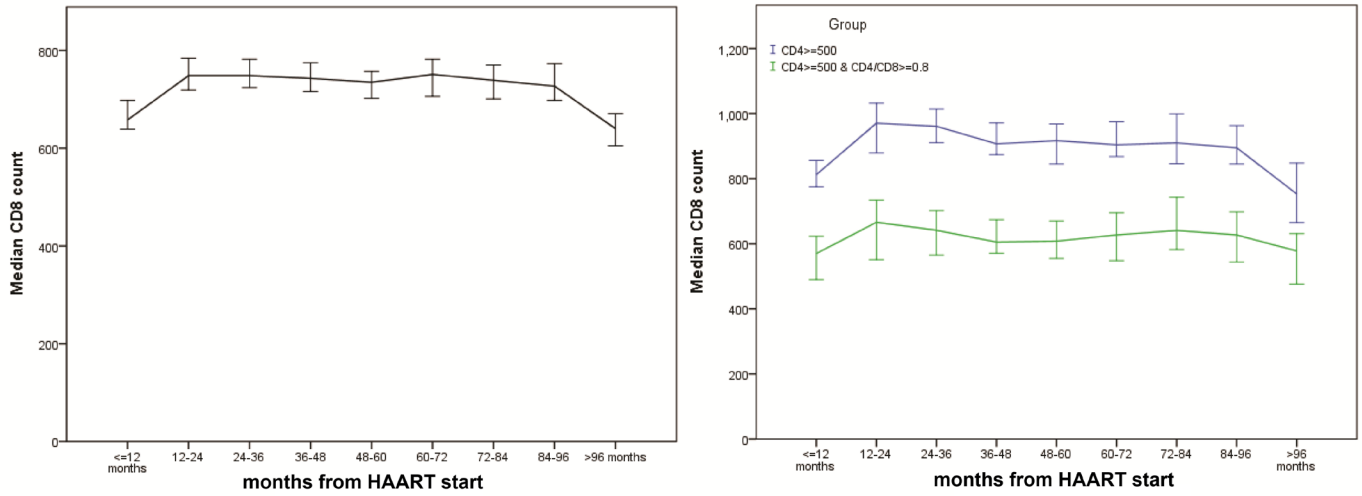 Median CD8 count
800
600
400
200
0
<=12
months
12-24
24-36
36-48
48-60
60-72
72-84
84-96
>96 months
months from HAART start
Median CD8 count
1,200
1,000
800
600
400
200
0
Group
CD4>=500
CD4>=500 & CD4/CD8>=0.8
<=12
months
12-24
24-36
36-48
48-60
60-72
72-84
84-96
>96
months
months from HAART start